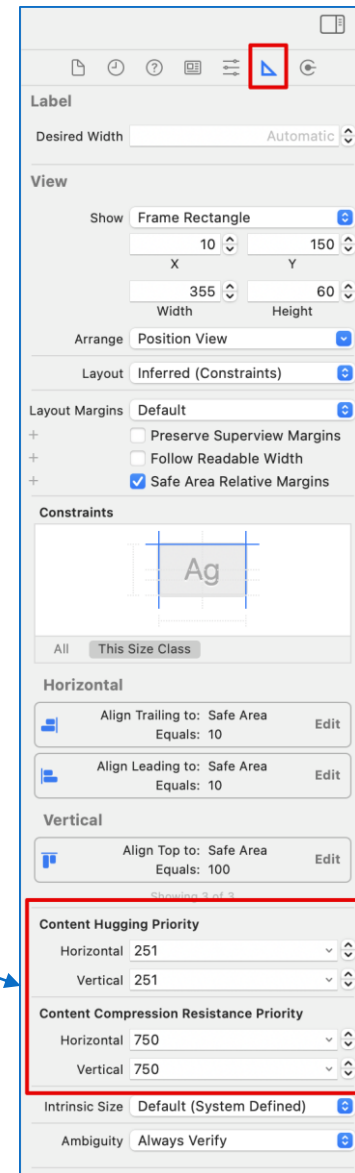 Label
Desired Width Automatic
View
Show Frame Rectangle
10 150
X Y
355 60
Width Height
Arrange Position View
Layout Inferred (Constraints)
Layout Margins Default
+ Preserve Superview Margins
+ Follow Readable Width
+ Safe Area Relative Margins
Constraints
Ag
All This Size Class
Horizontal
Align Trailing to: Safe Area
Equals: 10 Edit
Align Leading to: Safe Area
Equals: 10 Edit
Vertical
Align Top to: Safe Area
Equals: 100 Edit
Showing 3 of 3
Content Hugging Priority
Horizontal 251
Vertical 251
Content Compression Resistance Priority
Horizontal 750
Vertical 750
Intrinsic Size Default (System Defined)
Ambiguity Always Verify